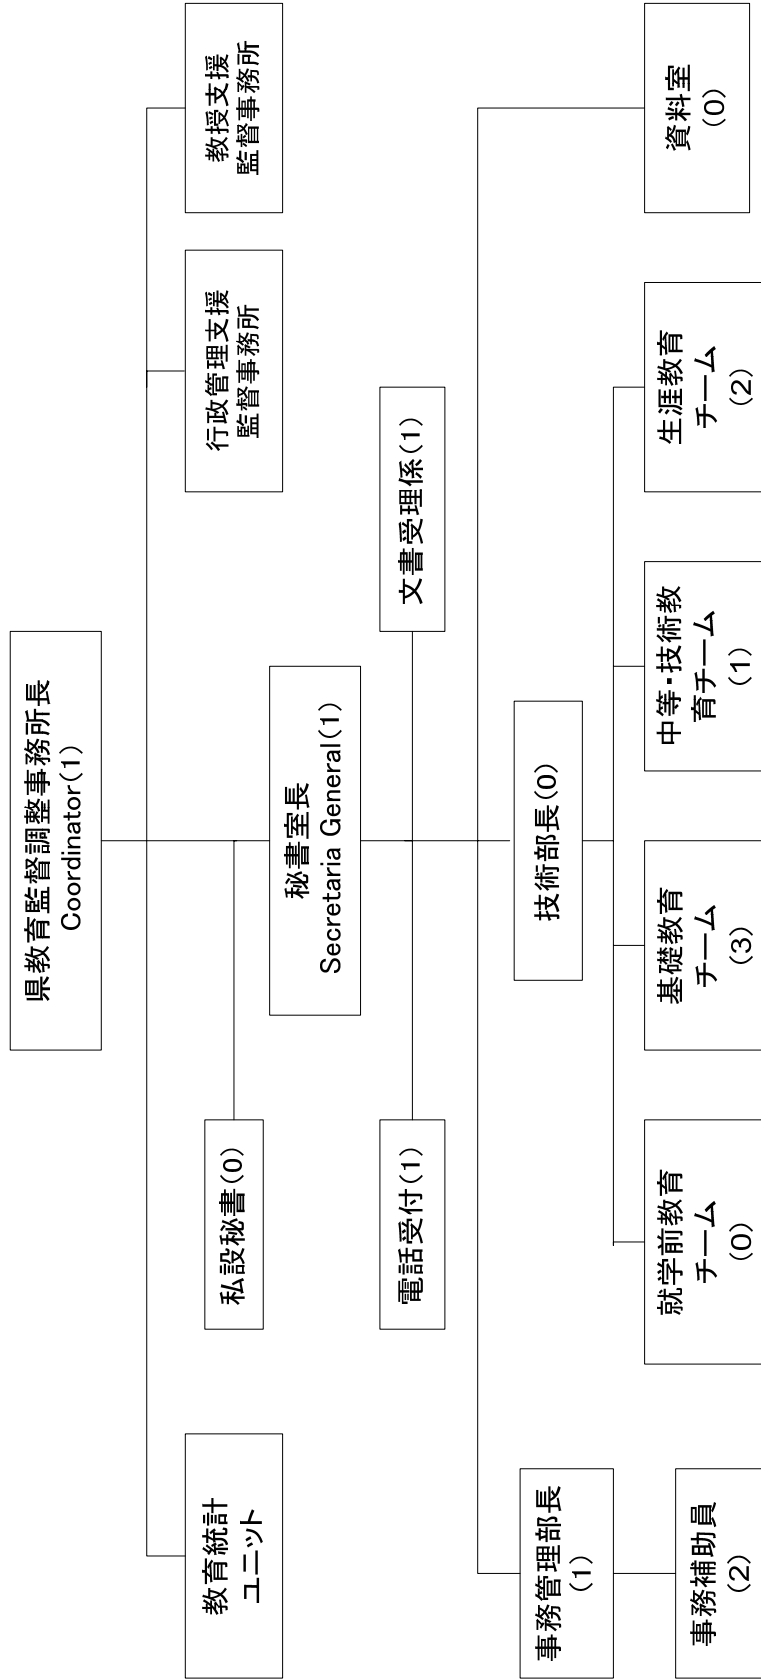 県教育監督調整事務所長
Coordinator(1)
教育統計
ユニット
行政管理支援
監督事務所
教授支援
監督事務所
私設秘書(0)
秘書室長
Secretaria General(1)
電話受付(1)
文書受理係(1)
事務管理部長
(1)
技術部長(0)
事務補助員
(2)
就学前教育
チーム
(0)
基礎教育
チーム
(3)
中等・技術教
育チーム
(1)
生涯教育
チーム
(2)
資料室
(0)